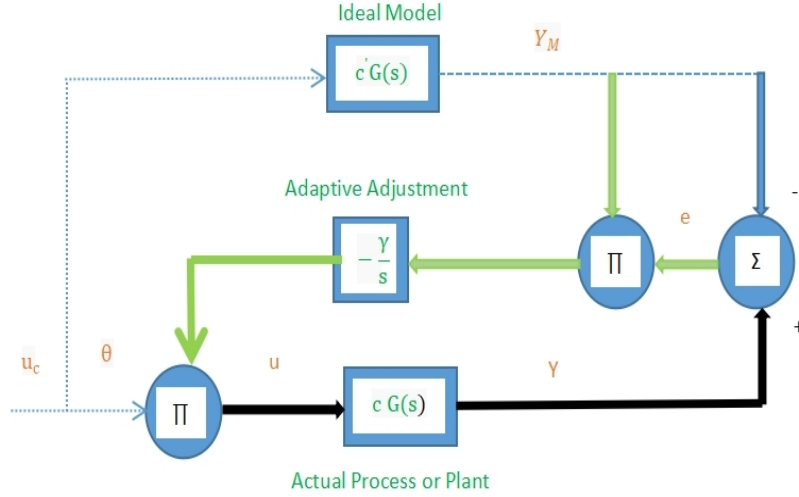 Ideal Model
Y_M
c'G(s)
Adaptive Adjustment
-
e
- γ/s
Π
Σ
+
u_c
θ
u
Y
Π
c G(s)
Actual Process or Plant